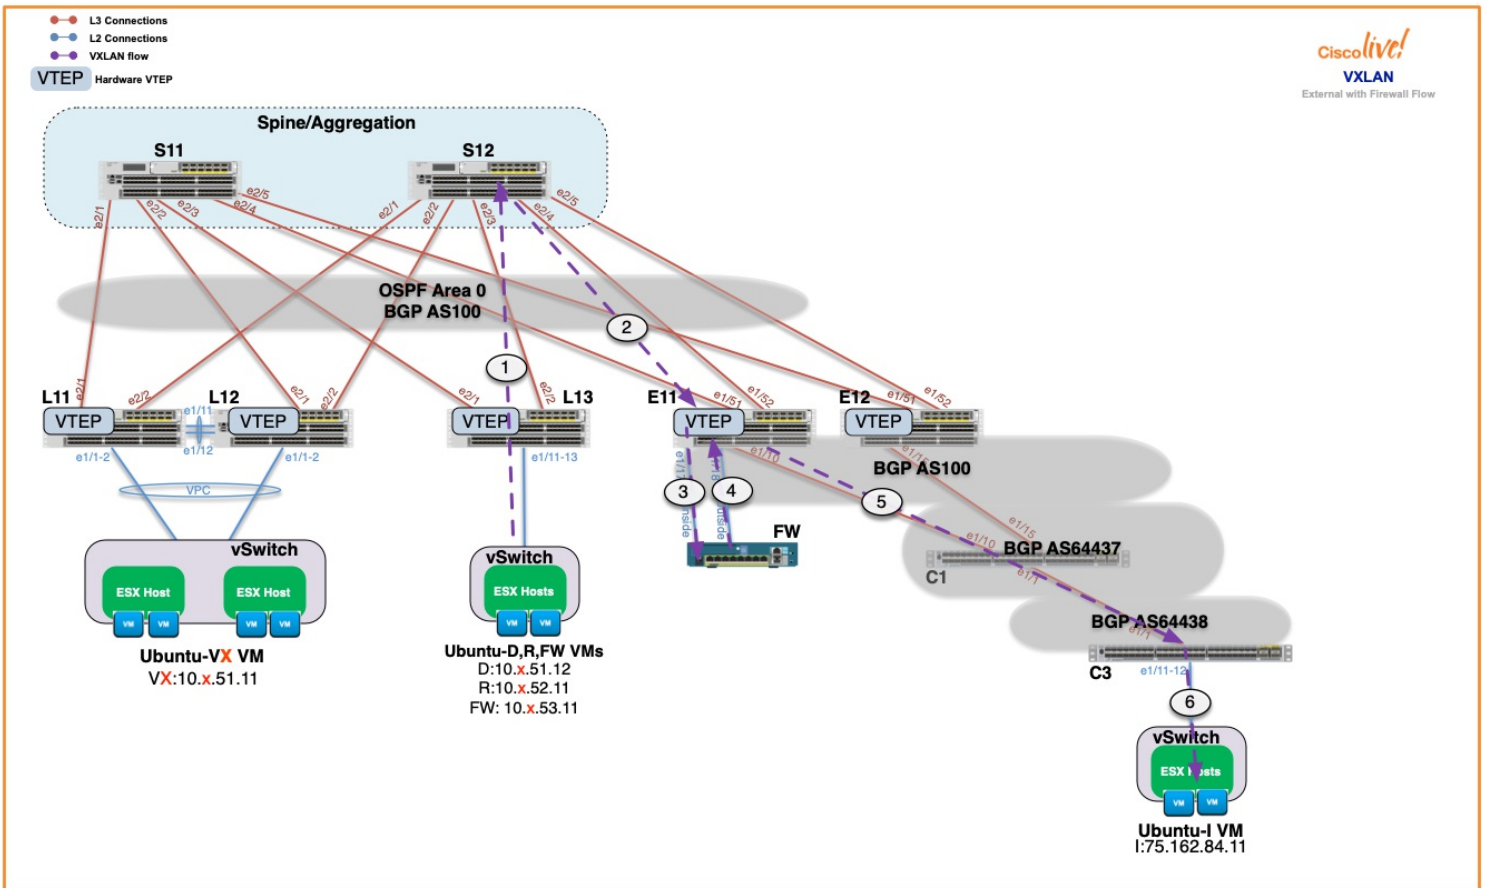 L3 Connections
L2 Connections
VXLAN flow
VTEP Hardware VTEP
Cisco live!
VXLAN
External with Firewall Flow
Spine/Aggregation
S11
S12
e2/1
e2/2
e2/3
e2/4
e2/5
e2/1
e2/2
e2/3
e2/4
e2/5
OSPF Area 0
BGP AS100
1
2
L11
e2/1
e2/2
L12
e2/1
e2/2
e2/1
e2/2
L13
E11
e1/51
e1/52
E12
e1/51
e1/52
VTEP
e1/11
e1/12
VTEP
VTEP
VTEP
VTEP
e1/1-2
e1/1-2
e1/11-13
e1/10
BGP AS100
VPC
3
4
5
FW
e1/15
e1/10
BGP AS64437
C1
e1/1
BGP AS64438
e1/1
C3
e1/11-12
6
vSwitch
ESX Host
ESX Host
VM
VM
VM
VM
Ubuntu-VX VM
VX:10.x.51.11
vSwitch
ESX Hosts
VM
VM
Ubuntu-D,R,FW VMs
D:10.x.51.12
R:10.x.52.11
FW: 10.x.53.11
vSwitch
ESX Hosts
VM
VM
Ubuntu-I VM
I:75.162.84.11